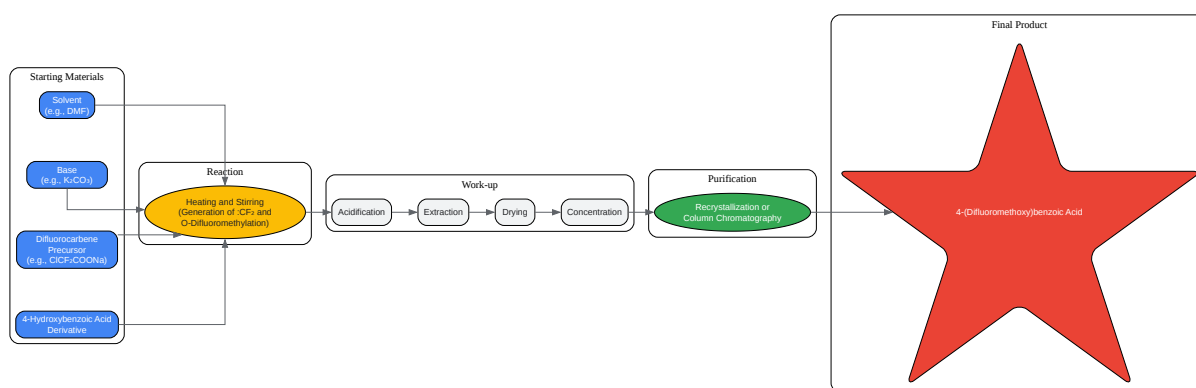 Starting Materials
Solvent
(e.g., DMF)
Base
(e.g., K₂CO₃)
Difluorocarbene
Precursor
(e.g., ClCF₂COONa)
4-Hydroxybenzoic Acid
Derivative
Reaction
Heating and Stirring
(Generation of :CF₂ and
O-Difluoromethylation)
Work-up
Acidification
Extraction
Drying
Concentration
Purification
Recrystallization or
Column Chromatography
Final Product
4-(Difluoromethoxy)benzoic Acid